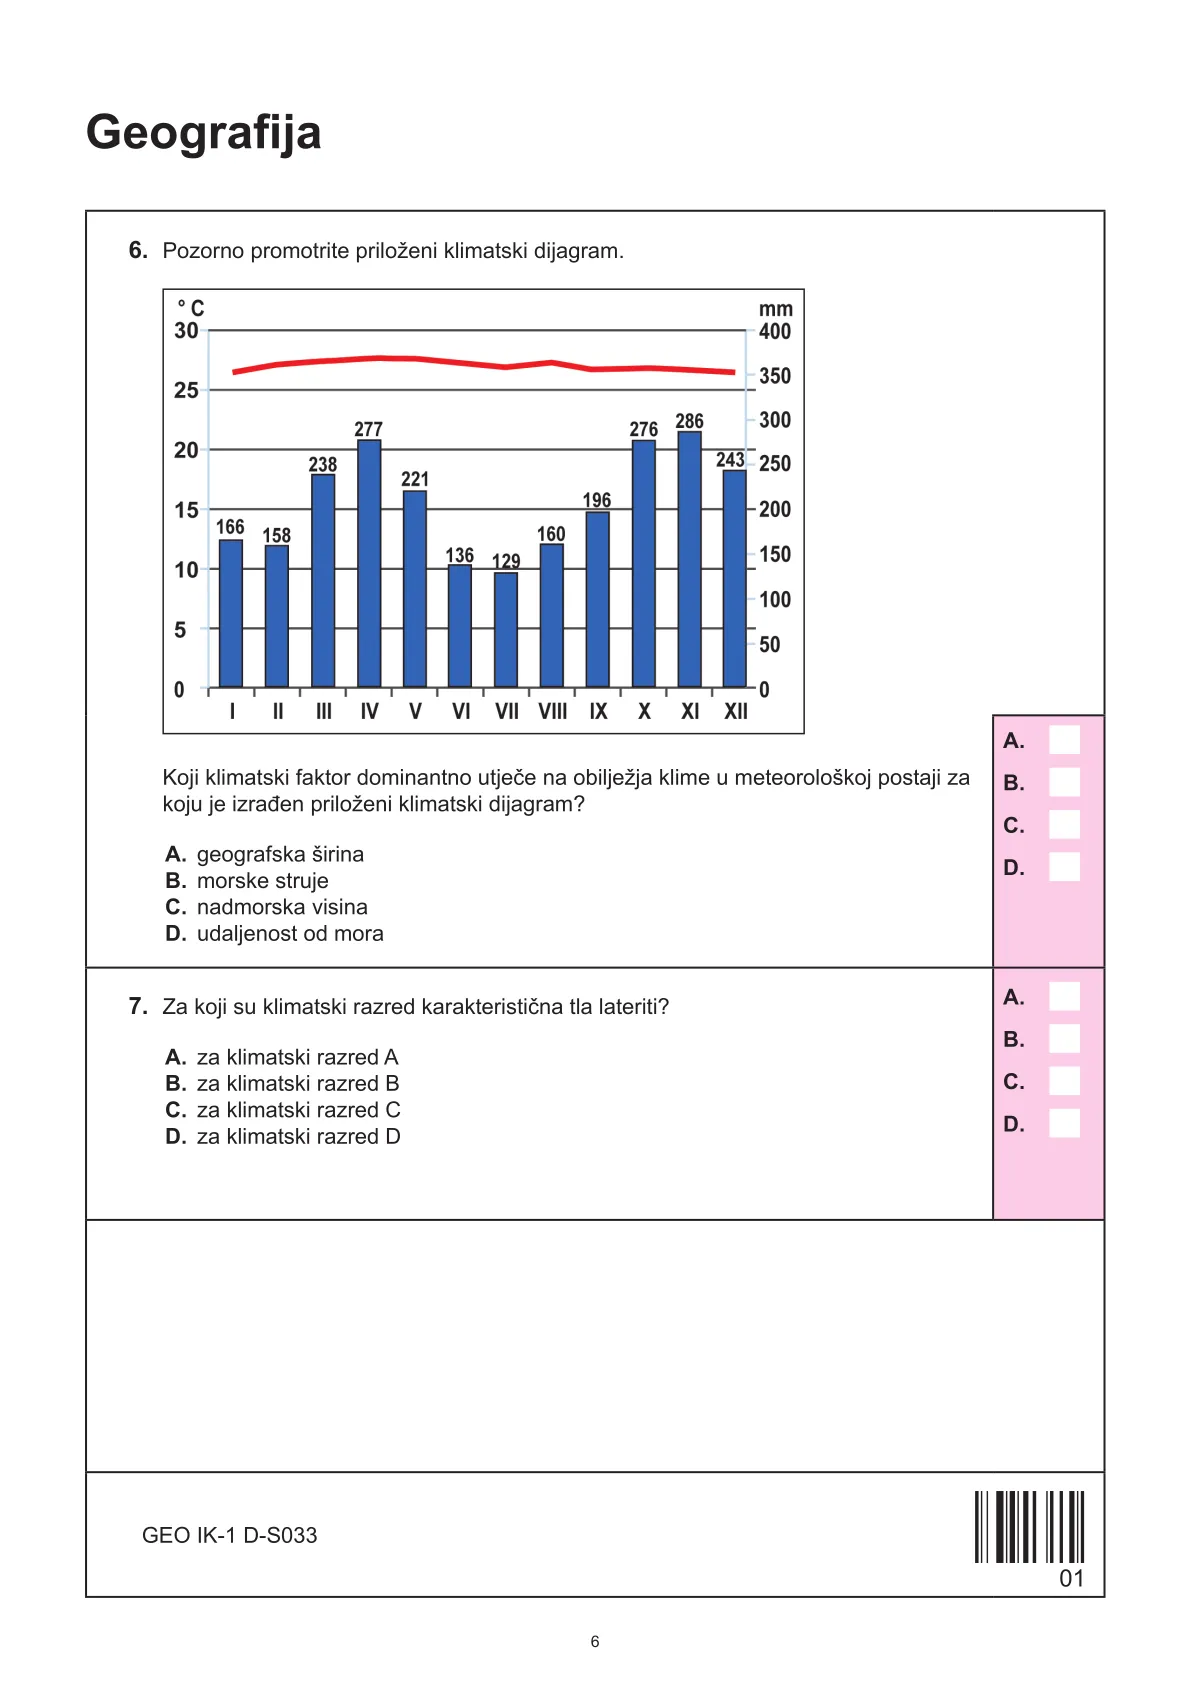 Geografija
6. Pozorno promotrite priloženi klimatski dijagram.
° C
mm
30
400
25
350
20
300
15
250
10
200
5
150
0
100
50
0
166
158
238
277
221
136
129
160
196
276
286
243
I II III IV V VI VII VIII IX X XI XII
Koji klimatski faktor dominantno utječe na obilježja klime u meteorološkoj postaji za
koju je izrađen priloženi klimatski dijagram?
A. geografska širina
B. morske struje
C. nadmorska visina
D. udaljenost od mora
A.
B.
C.
D.
7. Za koji su klimatski razred karakteristična tla lateriti?
A. za klimatski razred A
B. za klimatski razred B
C. za klimatski razred C
D. za klimatski razred D
A.
B.
C.
D.
GEO IK-1 D-S033
01
6